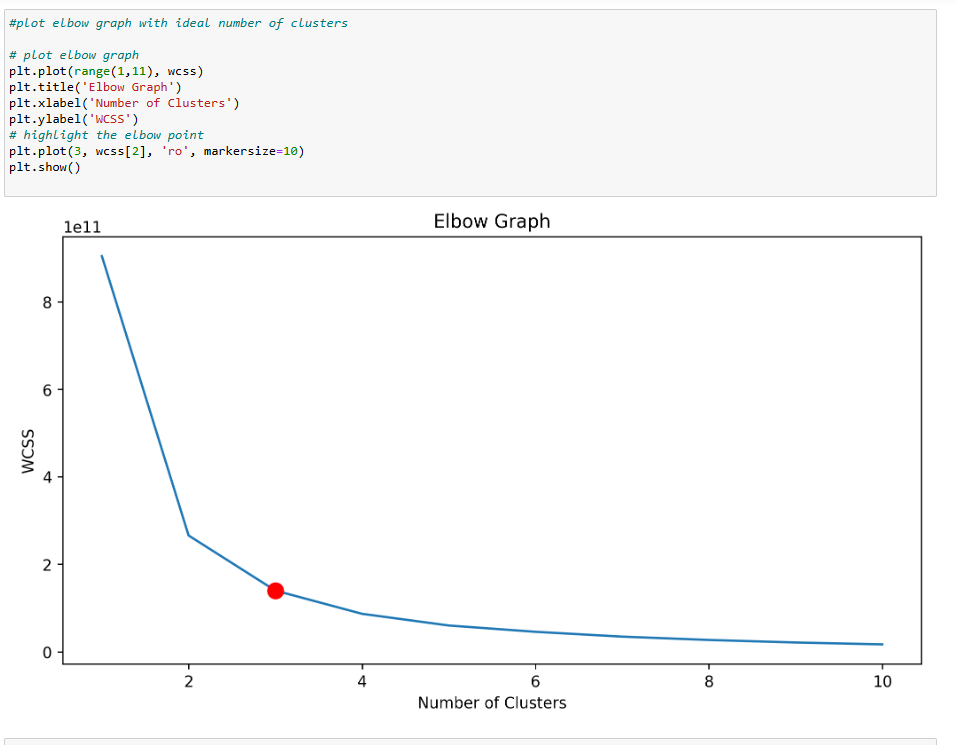 #plot elbow graph with ideal number of clusters
# plot elbow graph
plt.plot(range(1,11), wcss)
plt.title('Elbow Graph')
plt.xlabel('Number of Clusters')
plt.ylabel('WCSS')
# highlight the elbow point
plt.plot(3, wcss[2], 'ro', markersize=10)
plt.show()
Elbow Graph
1e11
8
6
4
2
0
WCSS
2 4 6 8 10
Number of Clusters